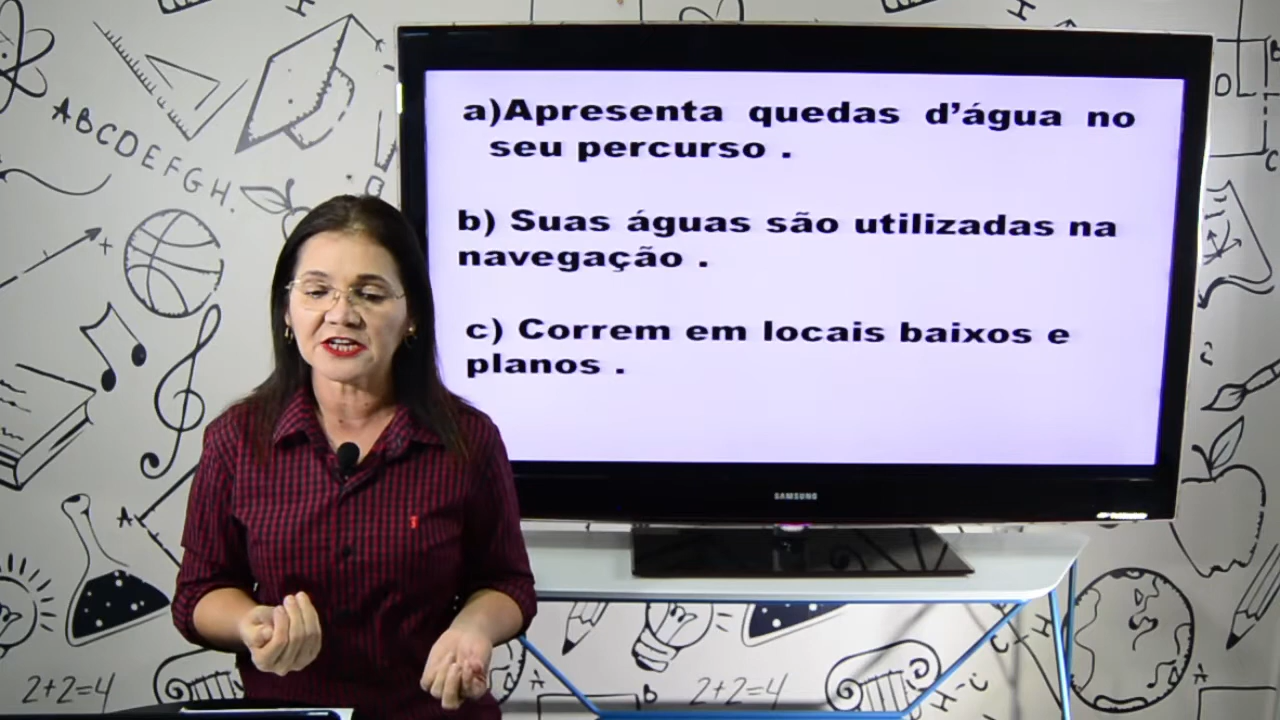 a)Apresenta quedas d’água no
seu percurso .
b) Suas águas são utilizadas na
navegação .
c) Correm em locais baixos e
planos .
SAMSUNG
ABCDEFGH.
A
2+2=4
2+2=4
A
B
H-C
C
H
A
D
C
H
H